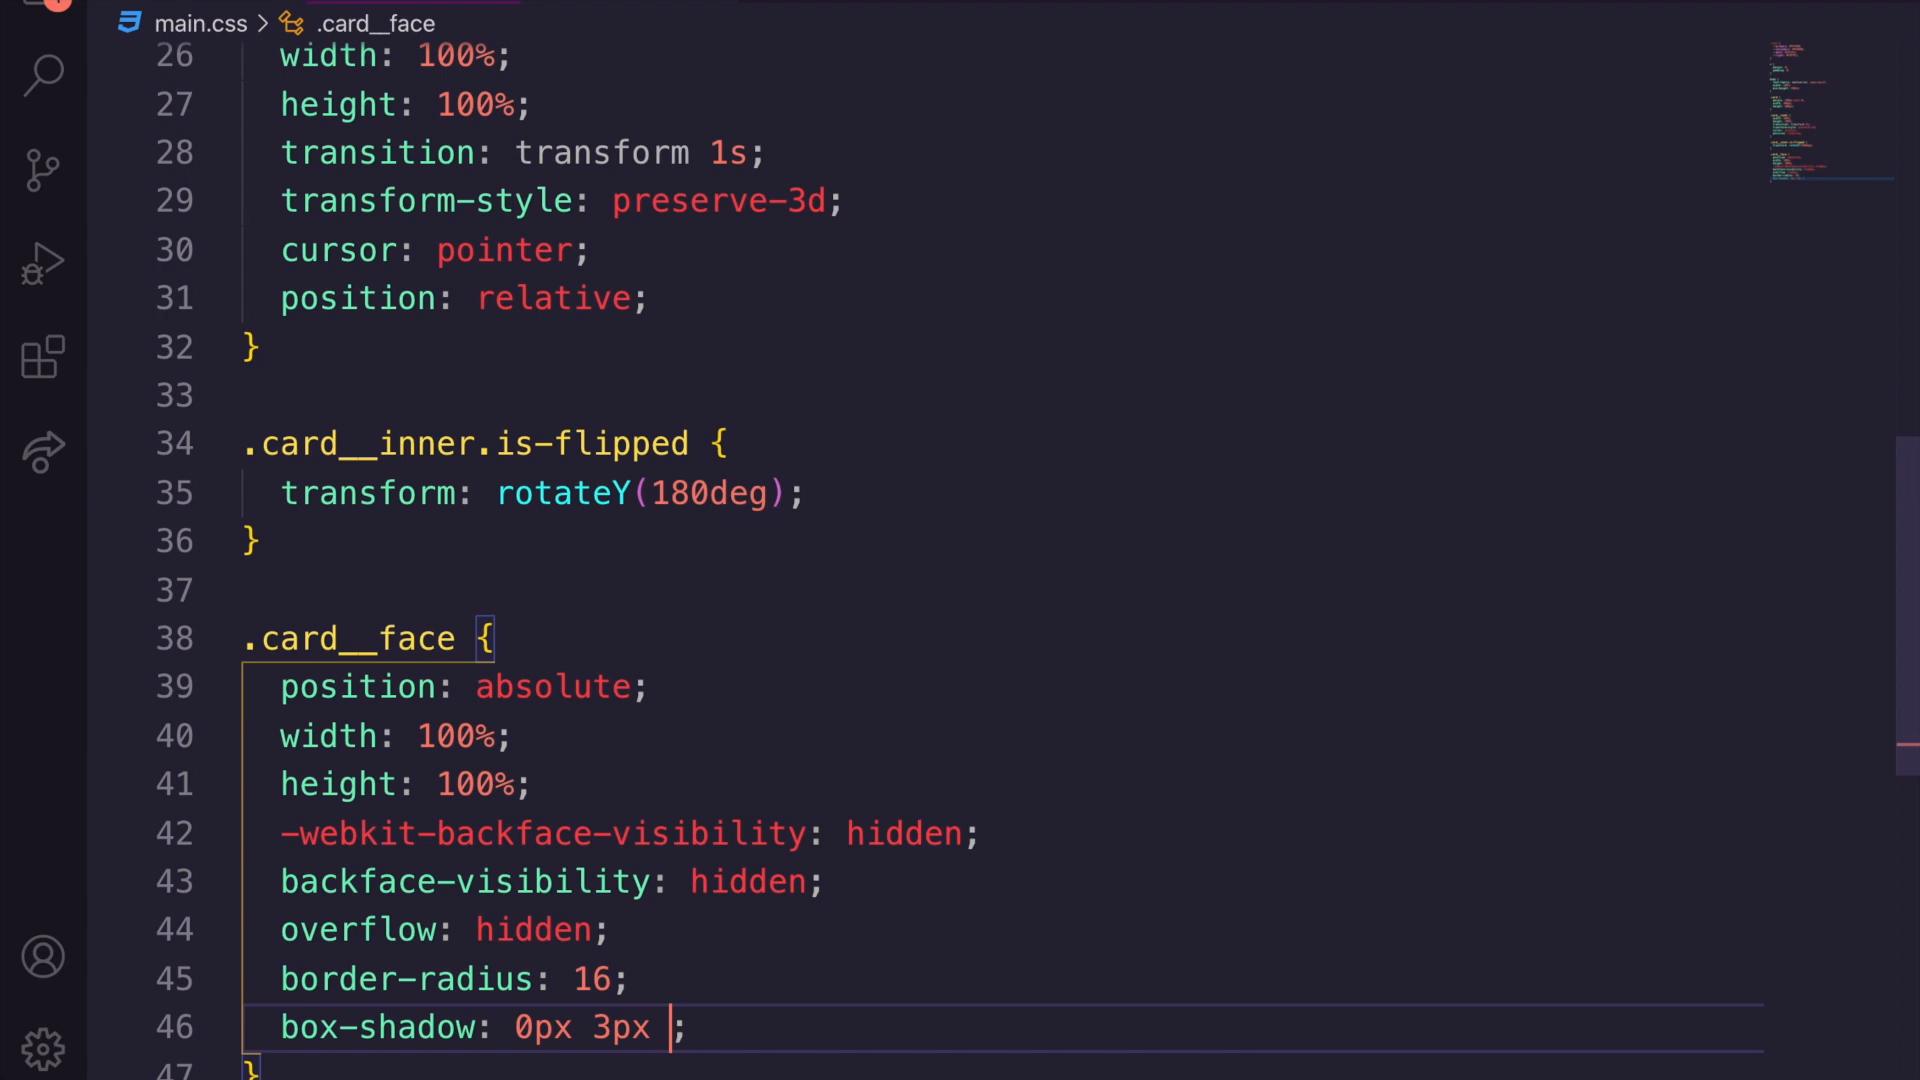 main.css > .card__face
26 width: 100%;
27 height: 100%;
28 transition: transform 1s;
29 transform-style: preserve-3d;
30 cursor: pointer;
31 position: relative;
32 }
33
34 .card__inner.is-flipped {
35 transform: rotateY(180deg);
36 }
37
38 .card__face {
39 position: absolute;
40 width: 100%;
41 height: 100%;
42 -webkit-backface-visibility: hidden;
43 backface-visibility: hidden;
44 overflow: hidden;
45 border-radius: 16;
46 box-shadow: 0px 3px ;
47 }